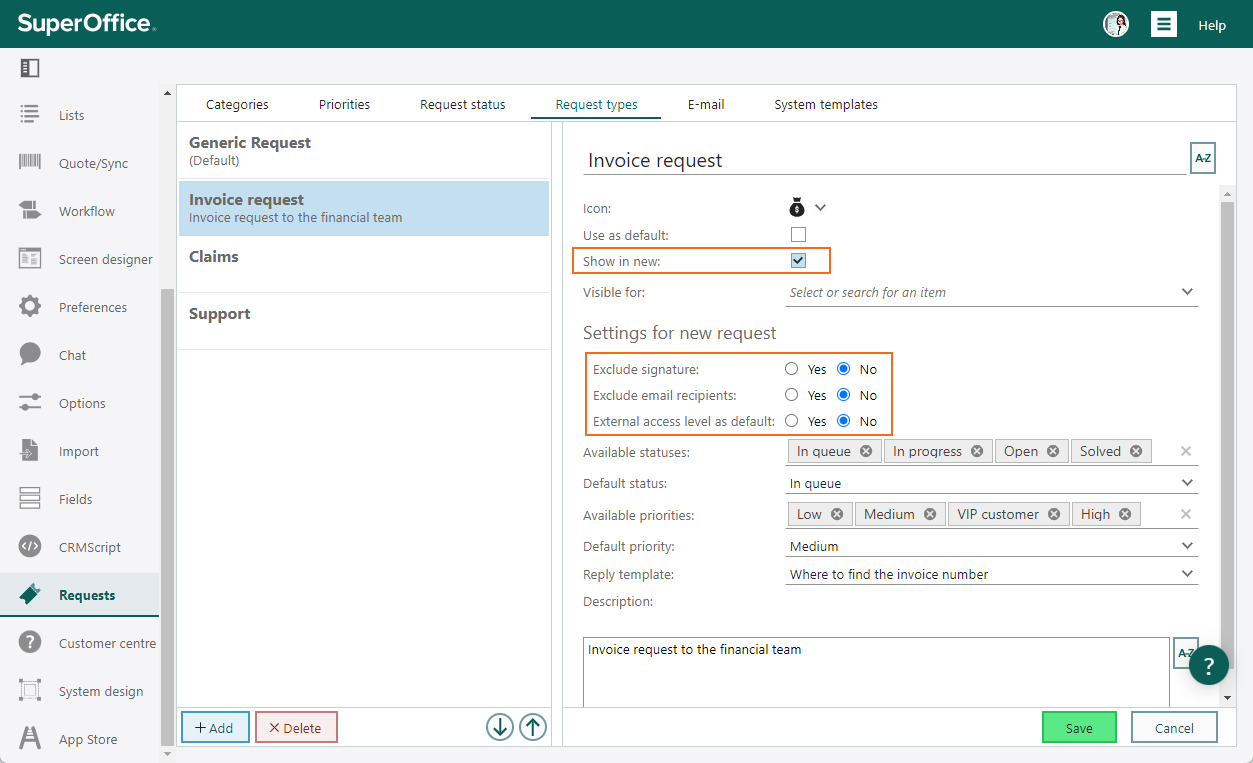 SuperOffice®
Help
Lists
Quote/Sync
Workflow
Screen designer
Preferences
Chat
Options
Import
Fields
CRMScript
Requests
Customer centre
System design
App Store
Categories Priorities Request status Request types E-mail System templates
Generic Request
(Default)
Invoice request
Invoice request to the financial team
Claims
Support
+ Add
× Delete
Invoice request
A-Z
Icon:
Use as default:
Show in new:
Visible for: Select or search for an item
Settings for new request
Exclude signature: Yes No
Exclude email recipients: Yes No
External access level as default: Yes No
Available statuses: In queue In progress Open Solved
Default status: In queue
Available priorities: Low Medium VIP customer High
Default priority: Medium
Reply template: Where to find the invoice number
Description:
Invoice request to the financial team
A-Z
?
Save Cancel